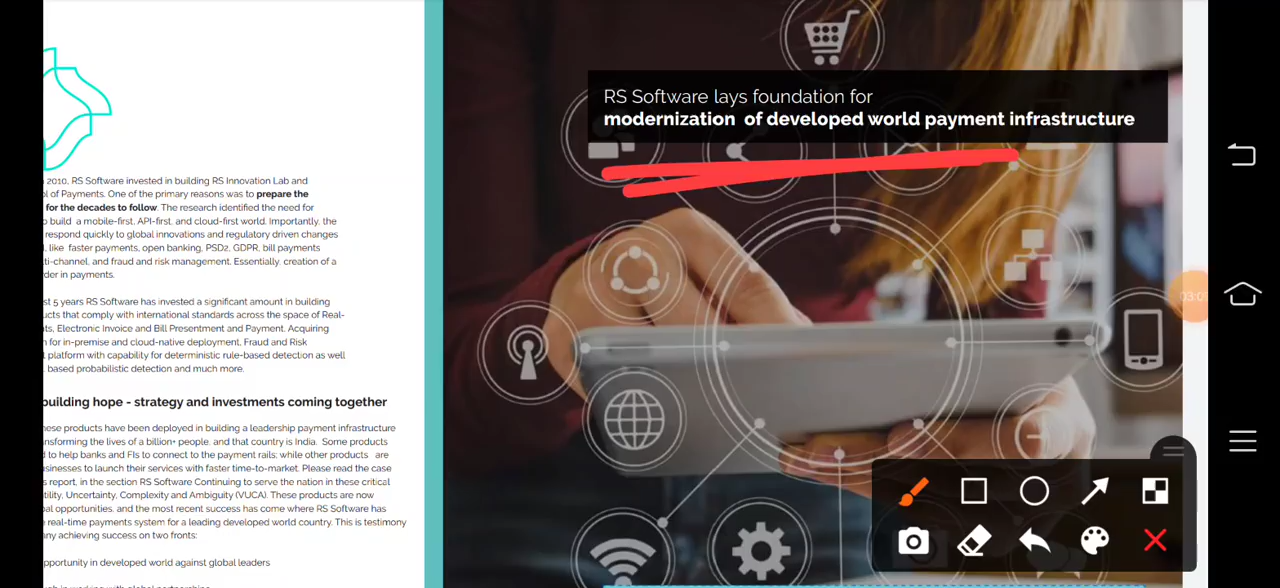 2010, RS Software invested in building RS Innovation Lab and
of Payments. One of the primary reasons was to prepare the
for the decades to follow. The research identified the need for
build a mobile-first, API-first, and cloud-first world. Importantly, the
respond quickly to global innovations and regulatory driven changes
like faster payments, open banking, PSD2, GDPR, bill payments
ti-channel, and fraud and risk management. Essentially, creation of a
der in payments.
st 5 years RS Software has invested a significant amount in building
ucts that comply with international standards across the space of Real-
ts, Electronic Invoice and Bill Presentment and Payment, Acquiring
for in-premise and cloud-native deployment, Fraud and Risk
platform with capability for deterministic rule-based detection as well
based probabilistic detection and much more.
building hope - strategy and investments coming together
hese products have been deployed in building a leadership payment infrastructure
nsforming the lives of a billion+ people, and that country is India. Some products
d to help banks and FIs to connect to the payment rails; while other products are
sinesses to launch their services with faster time-to-market. Please read the case
s report, in the section RS Software Continuing to serve the nation in these critical
tility, Uncertainty, Complexity and Ambiguity (VUCA). These products are now
bal opportunities, and the most recent success has come where RS Software has
real-time payments system for a leading developed world country. This is testimony
ny achieving success on two fronts:
pportunity in developed world against global leaders
RS Software lays foundation for
modernization of developed world payment infrastructure